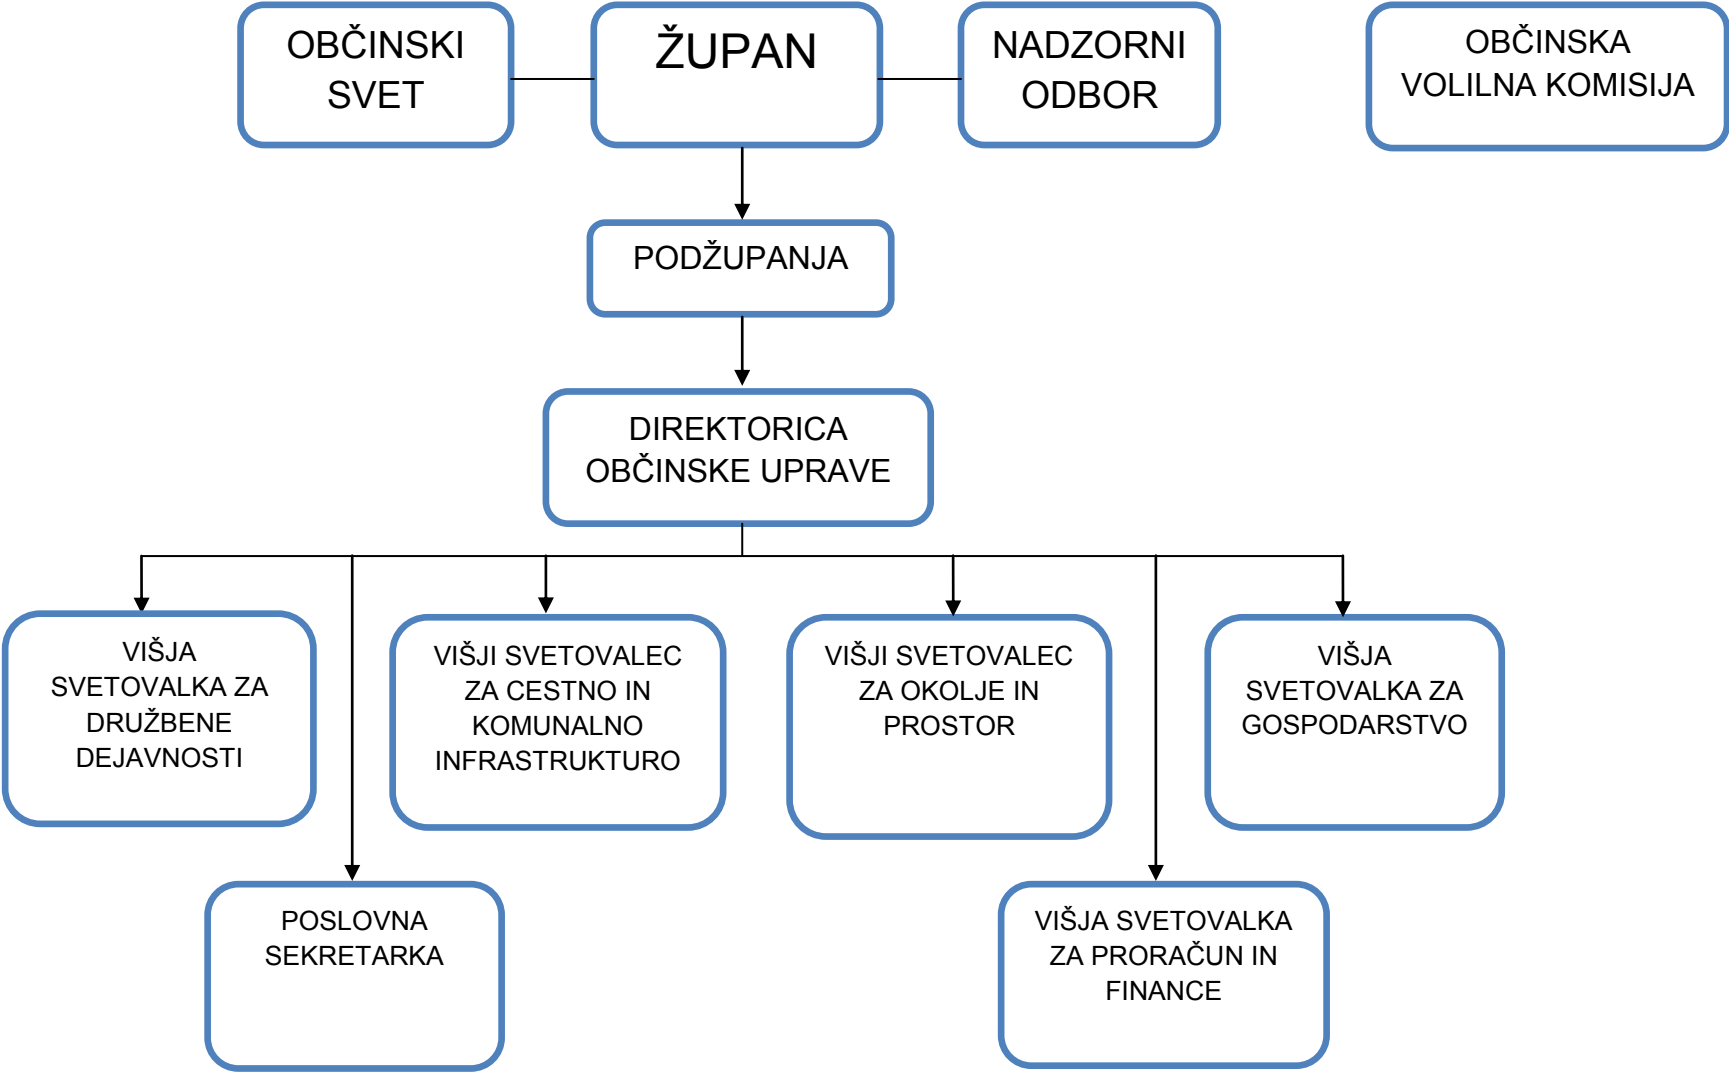 OBČINSKI
SVET
ŽUPAN
NADZORNI
ODBOR
OBČINSKA
VOLILNA KOMISIJA
PODŽUPANJA
DIREKTORICA
OBČINSKE UPRAVE
VIŠJA
SVETOVALKA ZA
DRUŽBENE
DEJAVNOSTI
VIŠJI SVETOVALEC
ZA CESTNO IN
KOMUNALNO
INFRASTRUKTURO
VIŠJI SVETOVALEC
ZA OKOLJE IN
PROSTOR
VIŠJA
SVETOVALKA ZA
GOSPODARSTVO
POSLOVNA
SEKRETARKA
VIŠJA SVETOVALKA
ZA PRORAČUN IN
FINANCE